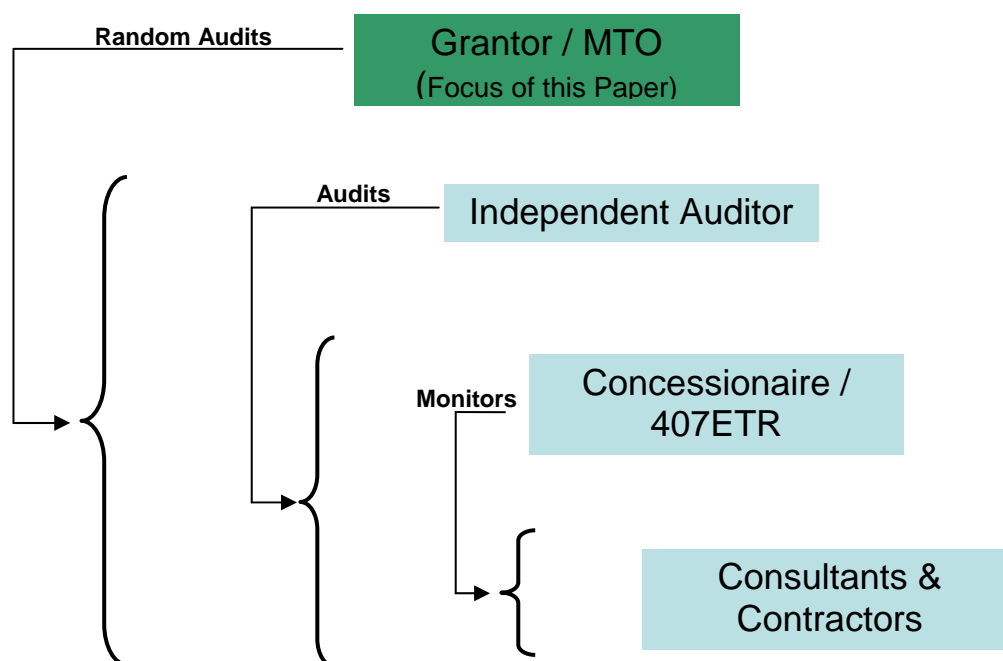 Random Audits
Grantor / MTO
(Focus of this Paper)
Audits
Independent Auditor
Concessionaire /
407ETR
Monitors
Consultants &
Contractors